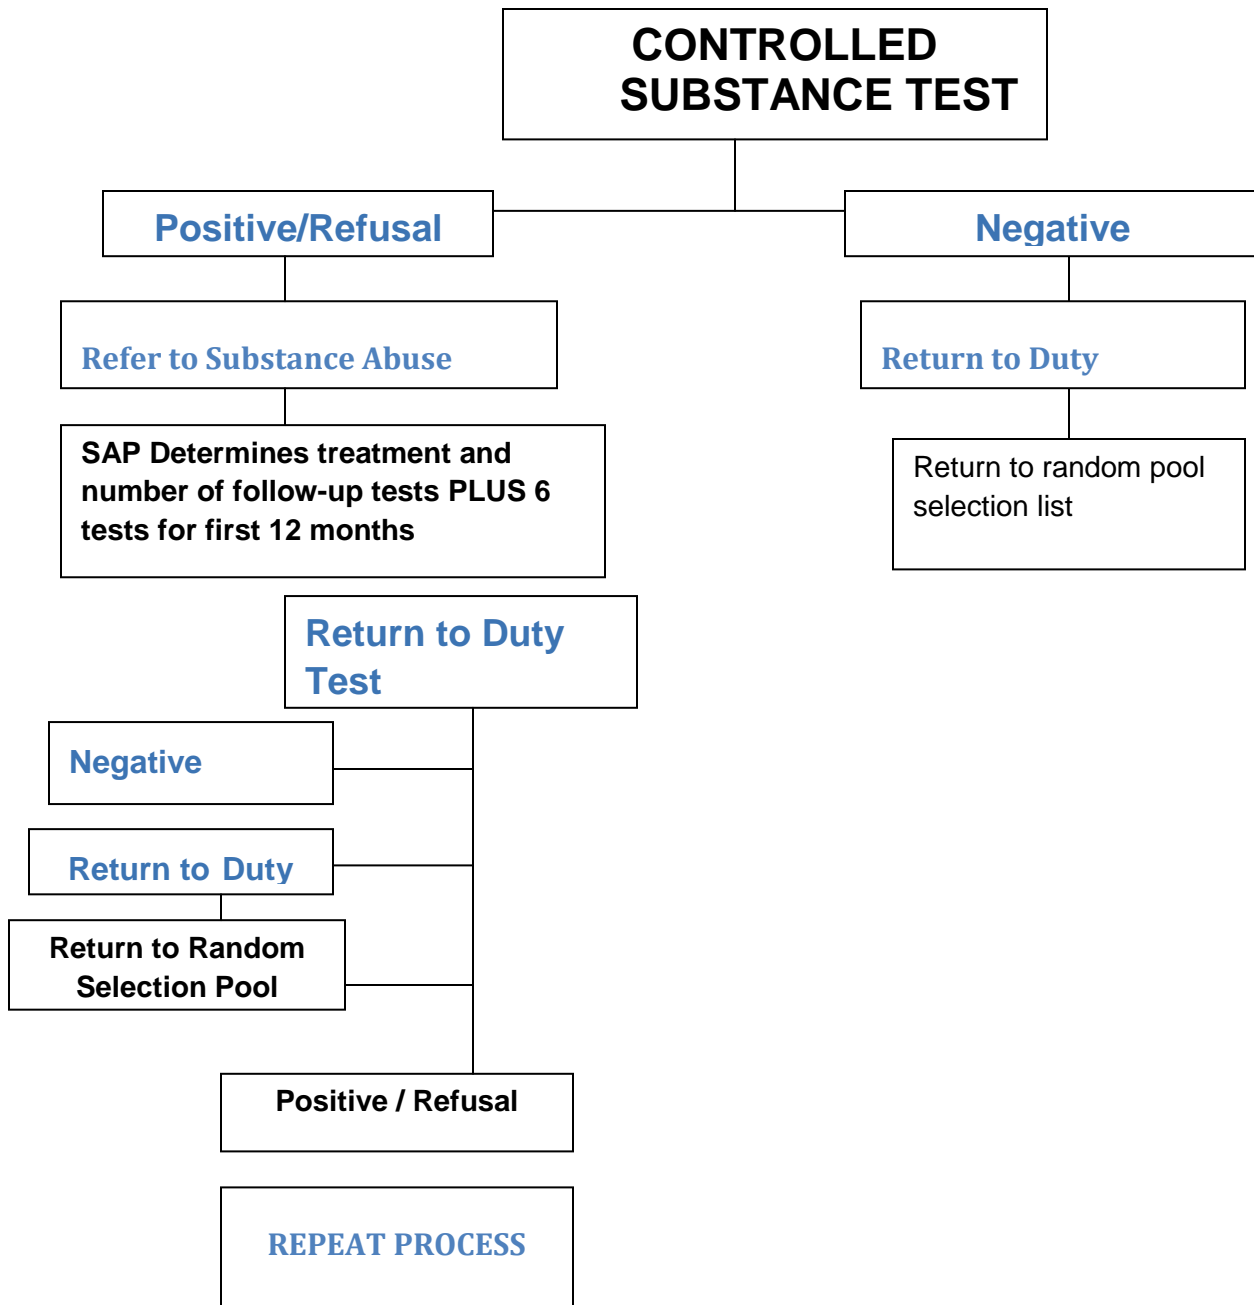 CONTROLLED
SUBSTANCE TEST
Positive/Refusal
Negative
Refer to Substance Abuse
Return to Duty
SAP Determines treatment and
number of follow-up tests PLUS 6
tests for first 12 months
Return to random pool
selection list
Return to Duty
Test
Negative
Return to Duty
Return to Random
Selection Pool
Positive / Refusal
REPEAT PROCESS